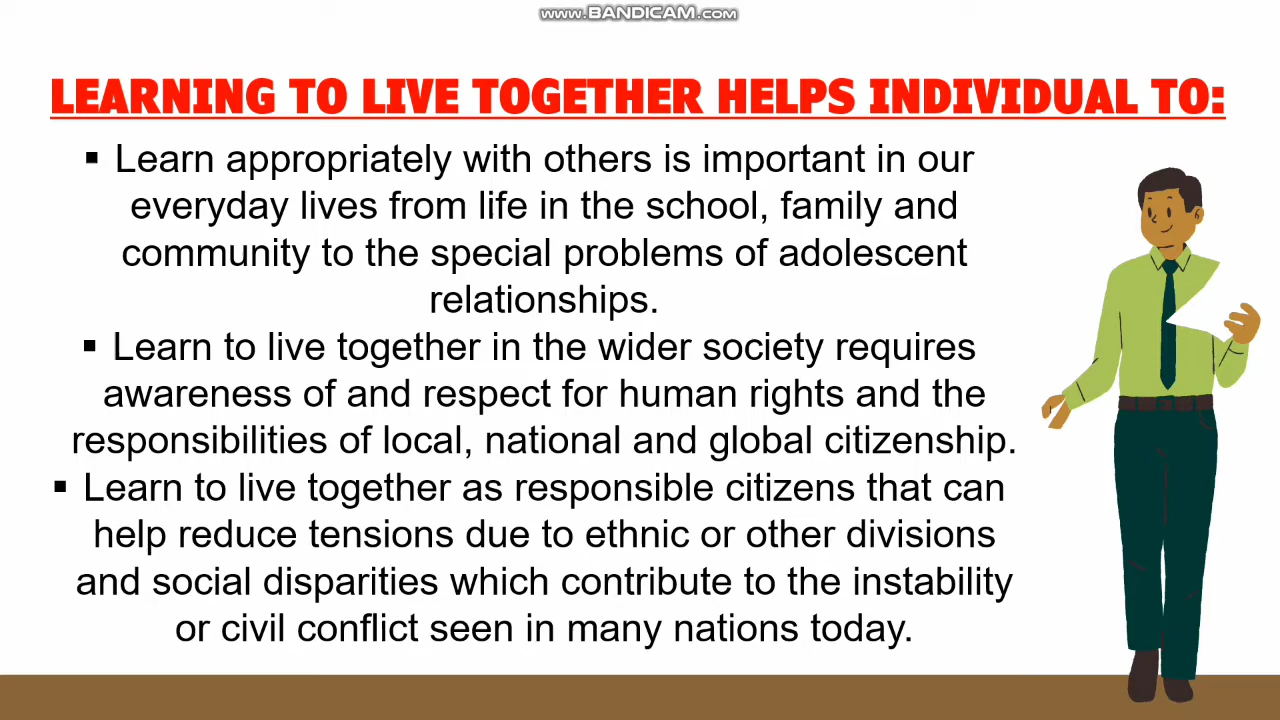 www.BANDICAM.com
LEARNING TO LIVE TOGETHER HELPS INDIVIDUAL TO:
▪ Learn appropriately with others is important in our
everyday lives from life in the school, family and
community to the special problems of adolescent
relationships.
▪ Learn to live together in the wider society requires
awareness of and respect for human rights and the
responsibilities of local, national and global citizenship.
▪ Learn to live together as responsible citizens that can
help reduce tensions due to ethnic or other divisions
and social disparities which contribute to the instability
or civil conflict seen in many nations today.